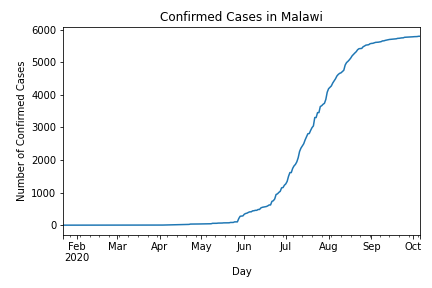 Confirmed Cases in Malawi
6000
5000
4000
3000
2000
1000
0
Number of Confirmed Cases
Feb Mar Apr May Jun Jul Aug Sep Oct
2020
Day